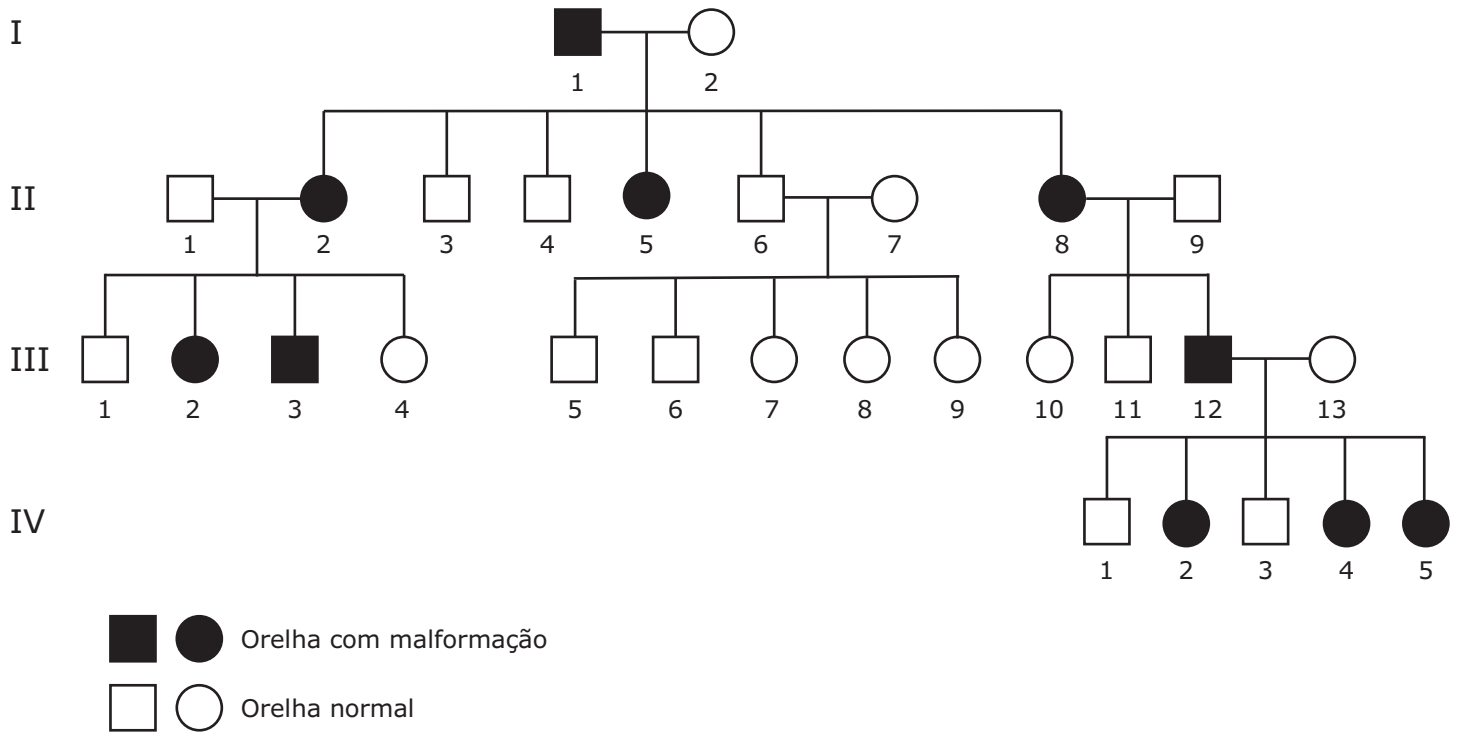 I
1 2
II
1 2 3 4 5 6 7 8 9
III
1 2 3 4 5 6 7 8 9 10 11 12 13
IV
1 2 3 4 5
Orelha com malformação
Orelha normal